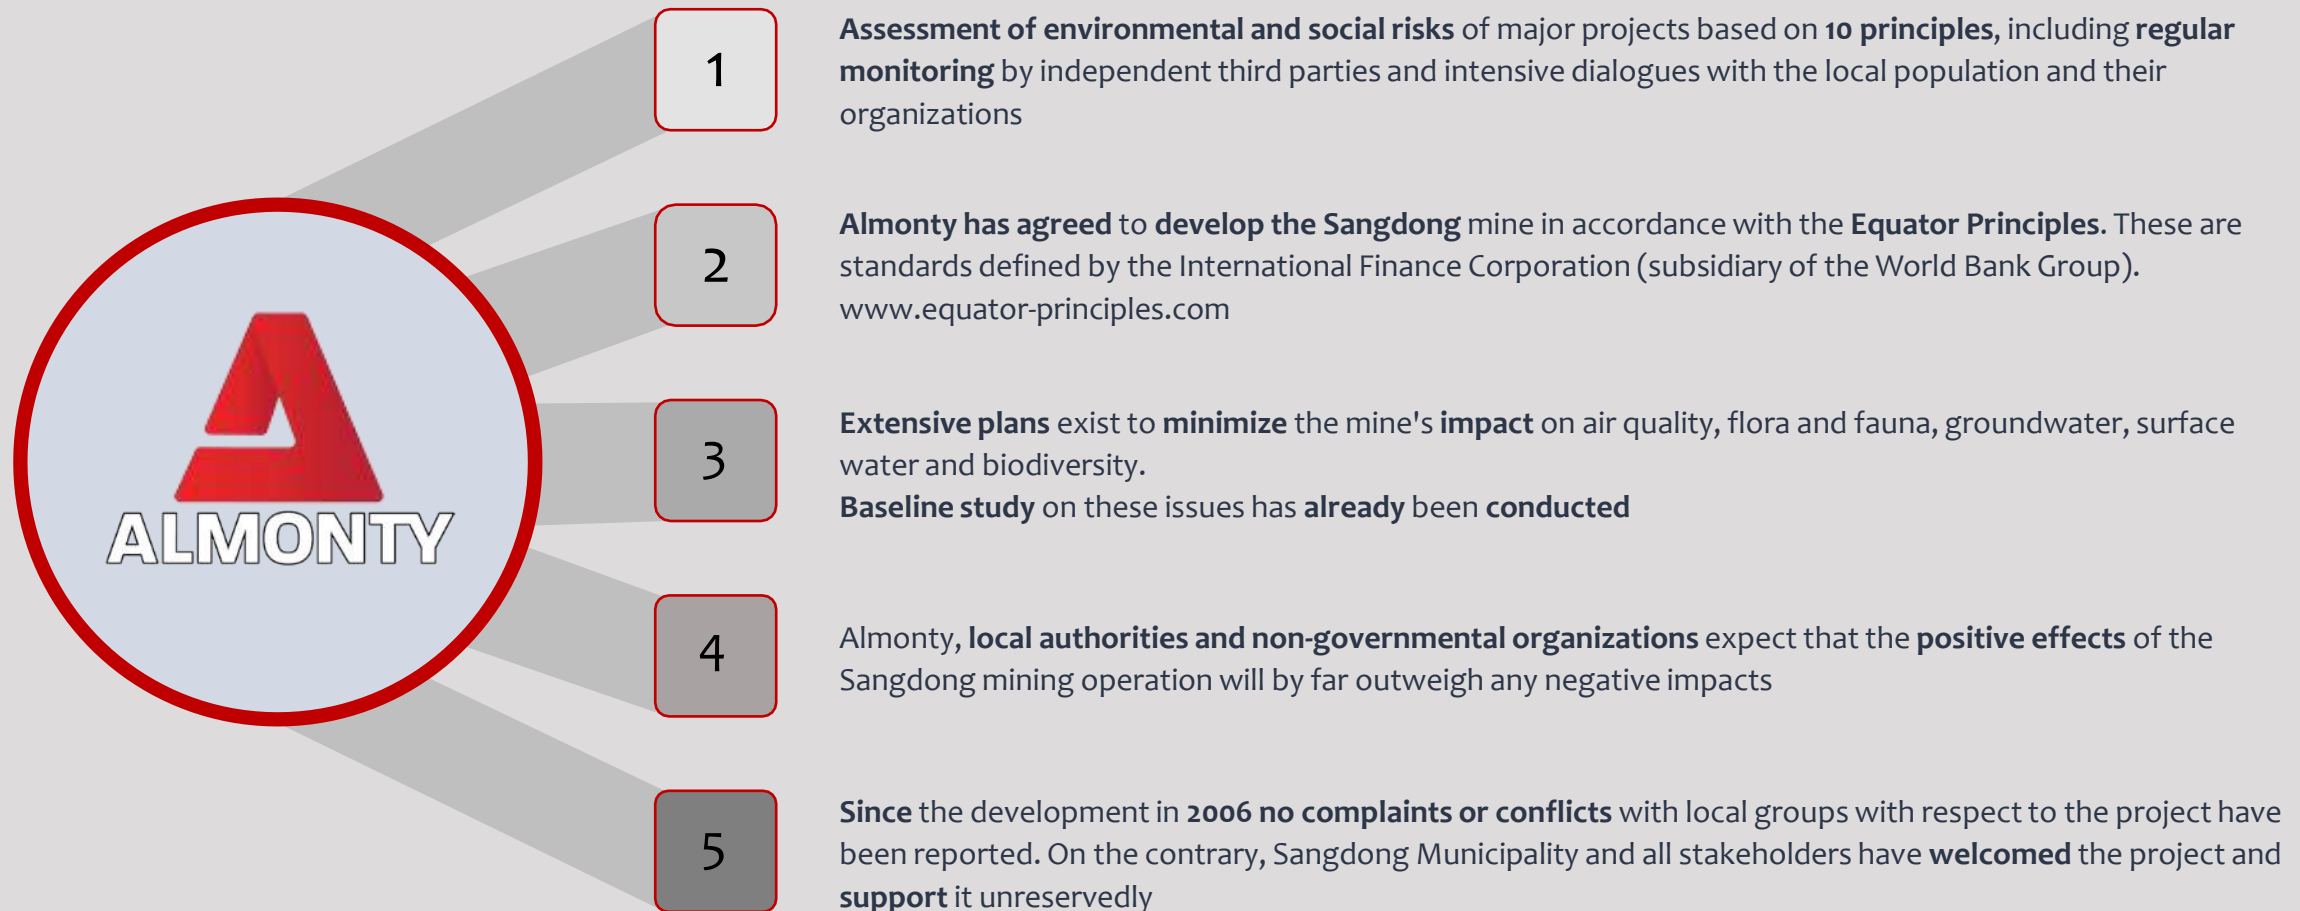 ALMONTY
1
Assessment of environmental and social risks of major projects based on 10 principles, including regular
monitoring by independent third parties and intensive dialogues with the local population and their
organizations
2
Almonty has agreed to develop the Sangdong mine in accordance with the Equator Principles. These are
standards defined by the International Finance Corporation (subsidiary of the World Bank Group).
www.equator-principles.com
3
Extensive plans exist to minimize the mine's impact on air quality, flora and fauna, groundwater, surface
water and biodiversity.
Baseline study on these issues has already been conducted
4
Almonty, local authorities and non-governmental organizations expect that the positive effects of the
Sangdong mining operation will by far outweigh any negative impacts
5
Since the development in 2006 no complaints or conflicts with local groups with respect to the project have
been reported. On the contrary, Sangdong Municipality and all stakeholders have welcomed the project and
support it unreservedly